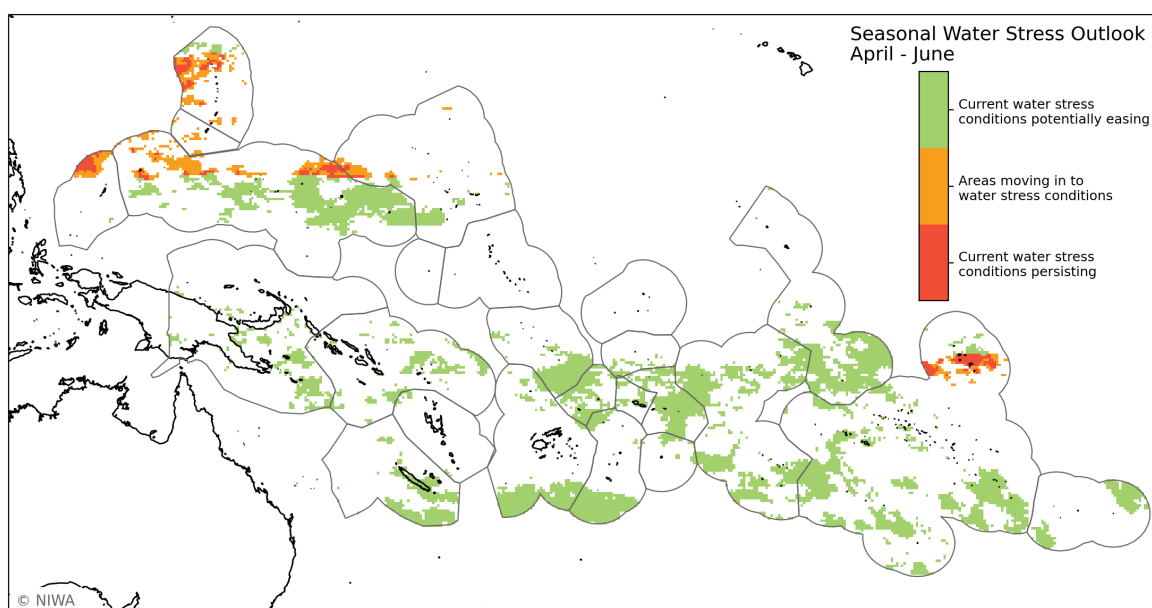 Seasonal Water Stress Outlook
April - June
Current water stress
conditions potentially easing
Areas moving in to
water stress conditions
Current water stress
conditions persisting
© NIWA